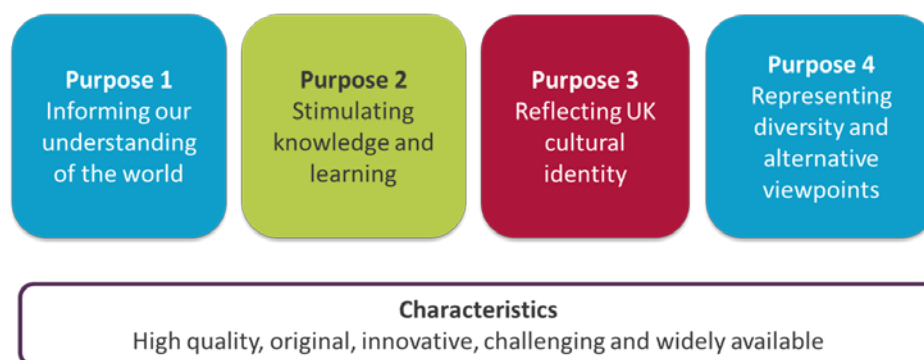 Purpose 1
Informing our
understanding
of the world
Purpose 2
Stimulating
knowledge and
learning
Purpose 3
Reflecting UK
cultural
identity
Purpose 4
Representing
diversity and
alternative
viewpoints
Characteristics
High quality, original, innovative, challenging and widely available